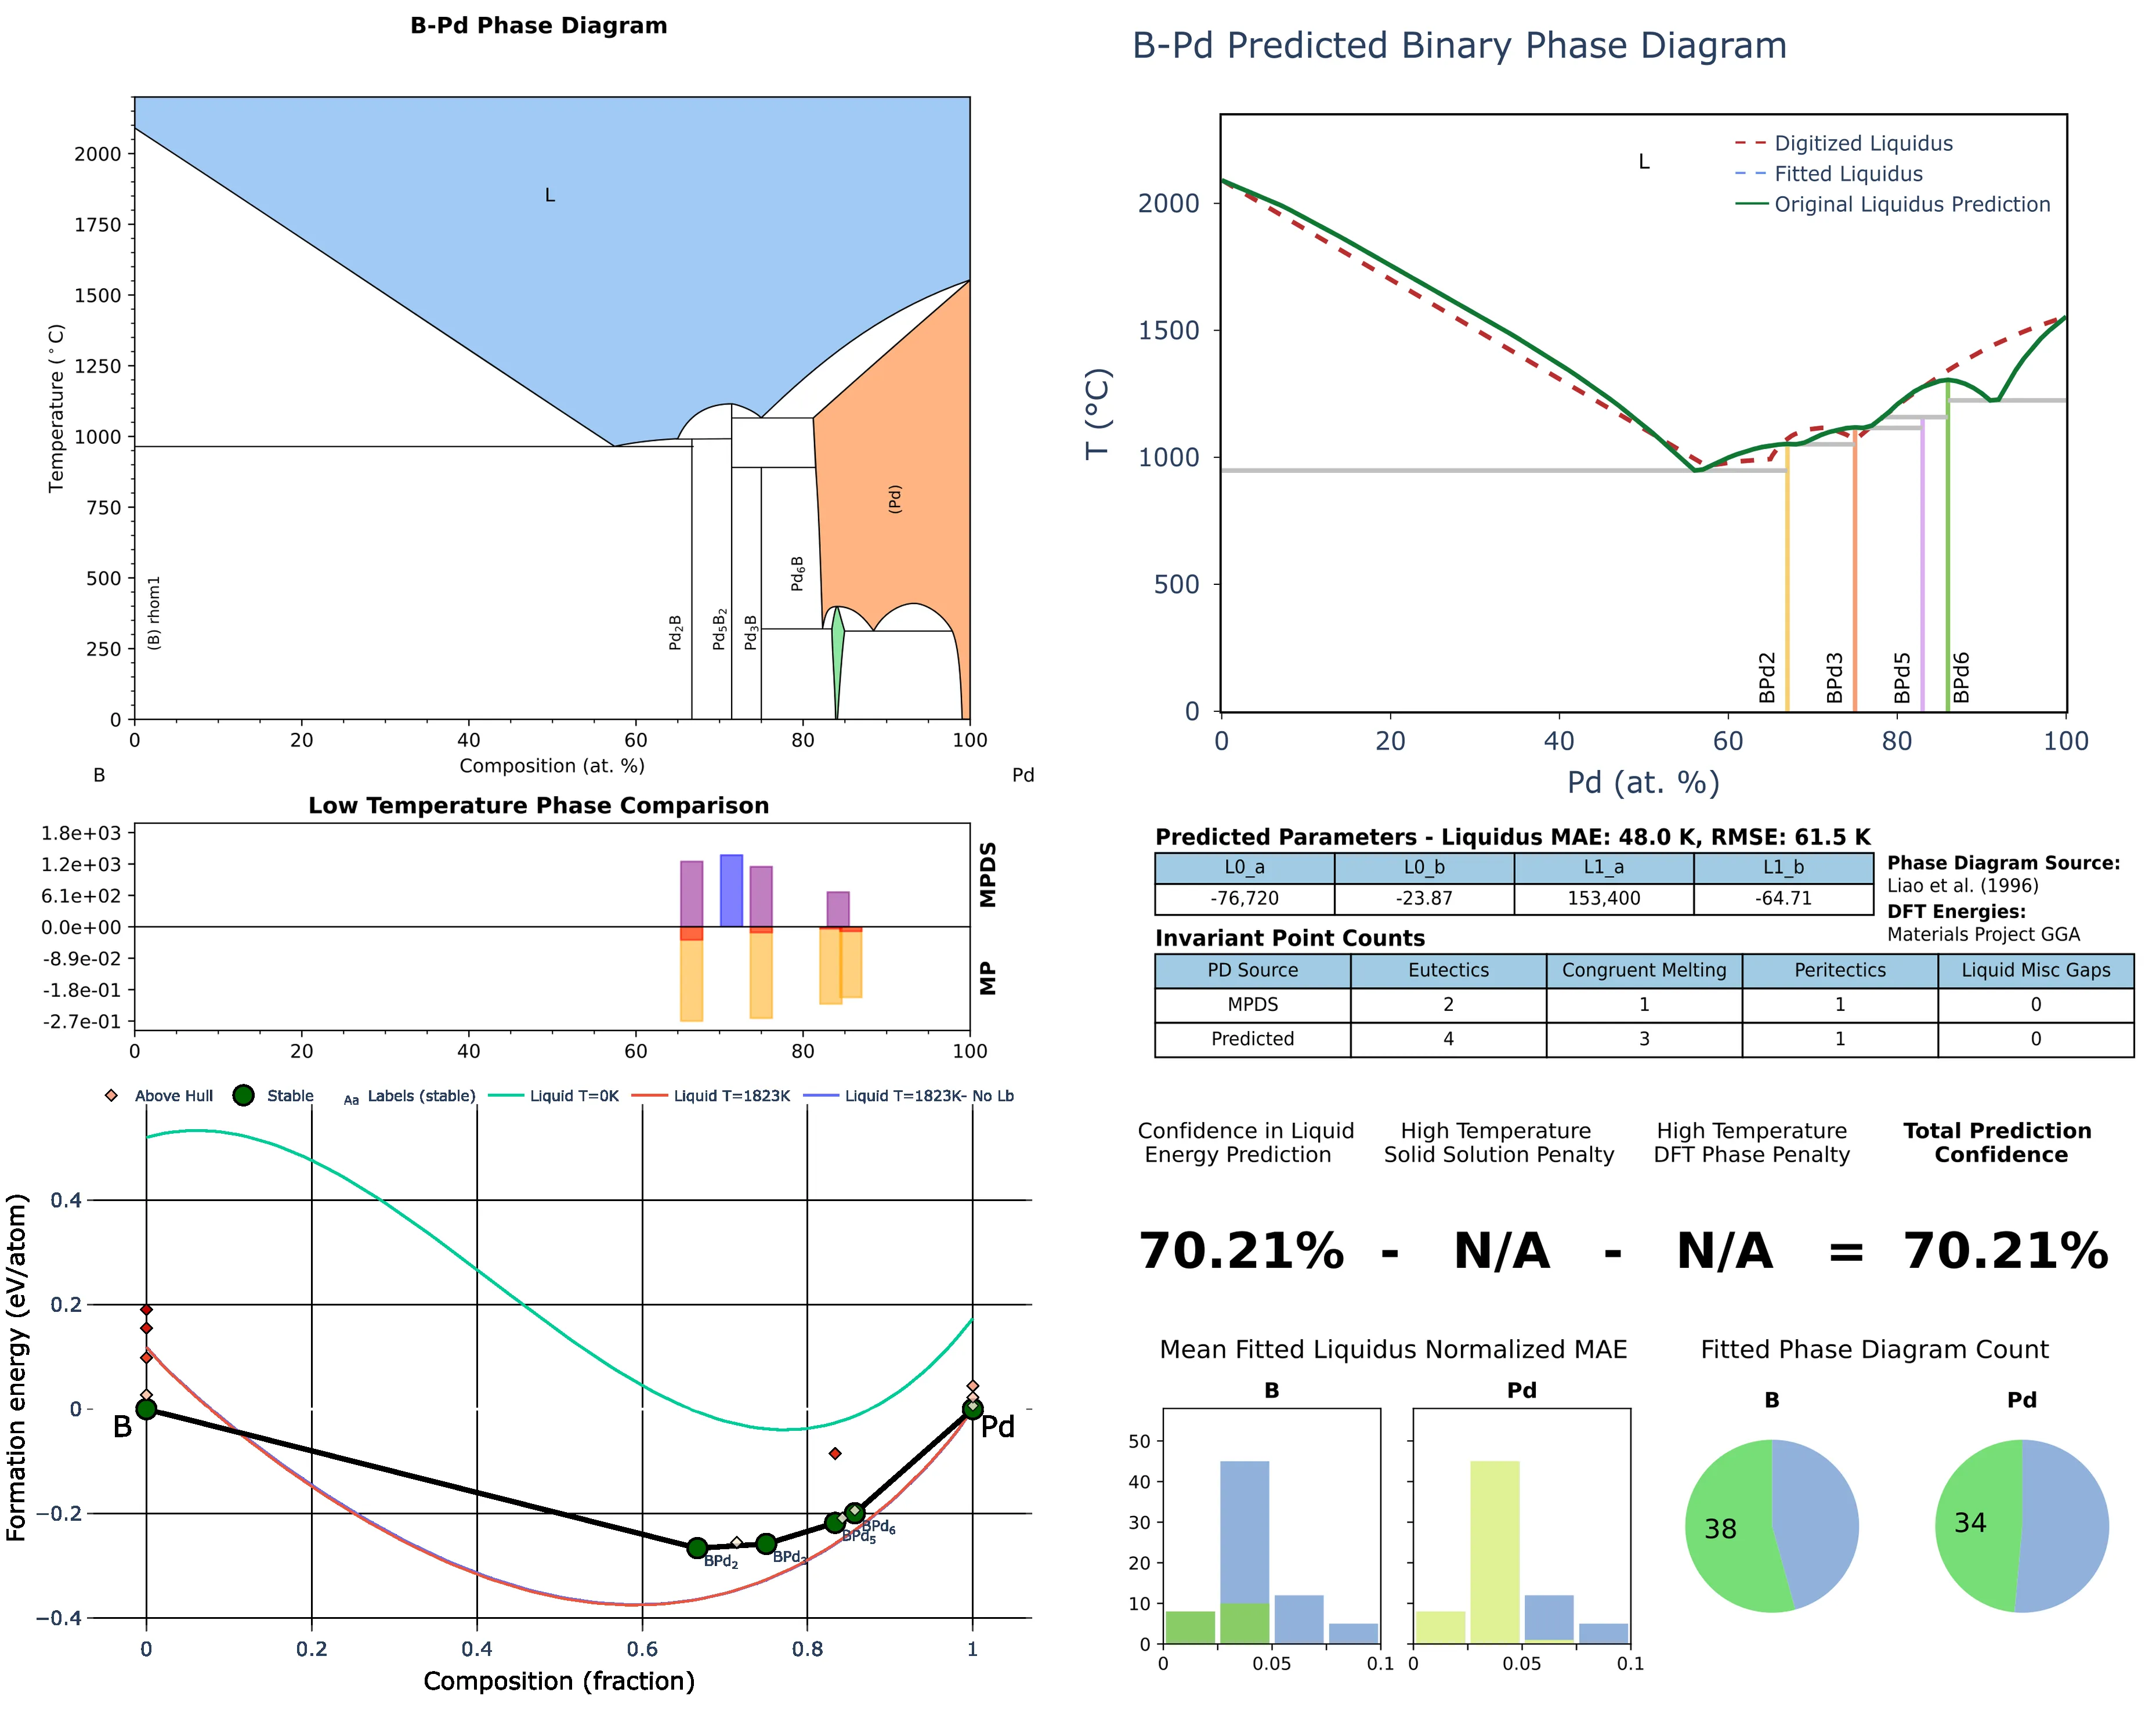 B-Pd Phase Diagram
Temperature (°C)
2000
1750
1500
1250
1000
750
500
250
0
L
(Pd)
(B) rhom1
Pd2B
Pd5B2
Pd3B
Pd6B
0 20 40 60 80 100
Composition (at. %)
B Pd
B-Pd Predicted Binary Phase Diagram
T (°C)
2000
1500
1000
500
0
L
Digitized Liquidus
Fitted Liquidus
Original Liquidus Prediction
BPd2 BPd3 BPd5 BPd6
0 20 40 60 80 100
Pd (at. %)
Low Temperature Phase Comparison
1.8e+03
1.2e+03
6.1e+02
0.0e+00
-8.9e-02
-1.8e-01
-2.7e-01
MPDS
MP
0 20 40 60 80 100
Predicted Parameters - Liquidus MAE: 48.0 K, RMSE: 61.5 K
L0_a L0_b L1_a L1_b
-76,720 -23.87 153,400 -64.71
Phase Diagram Source:
Liao et al. (1996)
DFT Energies:
Materials Project GGA
Invariant Point Counts
PD Source Eutectics Congruent Melting Peritectics Liquid Misc Gaps
MPDS 2 1 1 0
Predicted 4 3 1 0
Above Hull Stable Aa Labels (stable) Liquid T=0K Liquid T=1823K Liquid T=1823K- No Lb
Formation energy (eV/atom)
0.4
0.2
0
−0.2
−0.4
B
Pd
BPd2
BPd5
BPd6
0 0.2 0.4 0.6 0.8 1
Composition (fraction)
Confidence in Liquid
Energy Prediction
High Temperature
Solid Solution Penalty
High Temperature
DFT Phase Penalty
Total Prediction
Confidence
70.21% - N/A - N/A = 70.21%
Mean Fitted Liquidus Normalized MAE
B Pd
50
40
30
20
10
0
0 0.05 0.1
0 0.05 0.1
Fitted Phase Diagram Count
B Pd
38 34